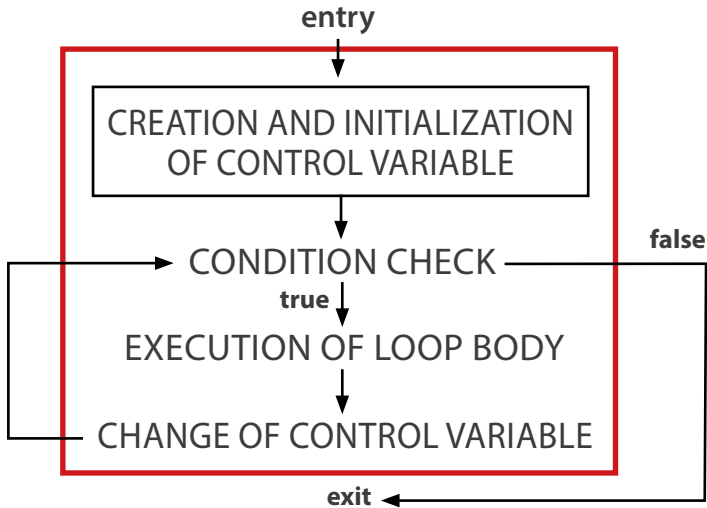 entry
CREATION AND INITIALIZATION
OF CONTROL VARIABLE
false
CONDITION CHECK
true
EXECUTION OF LOOP BODY
CHANGE OF CONTROL VARIABLE
exit